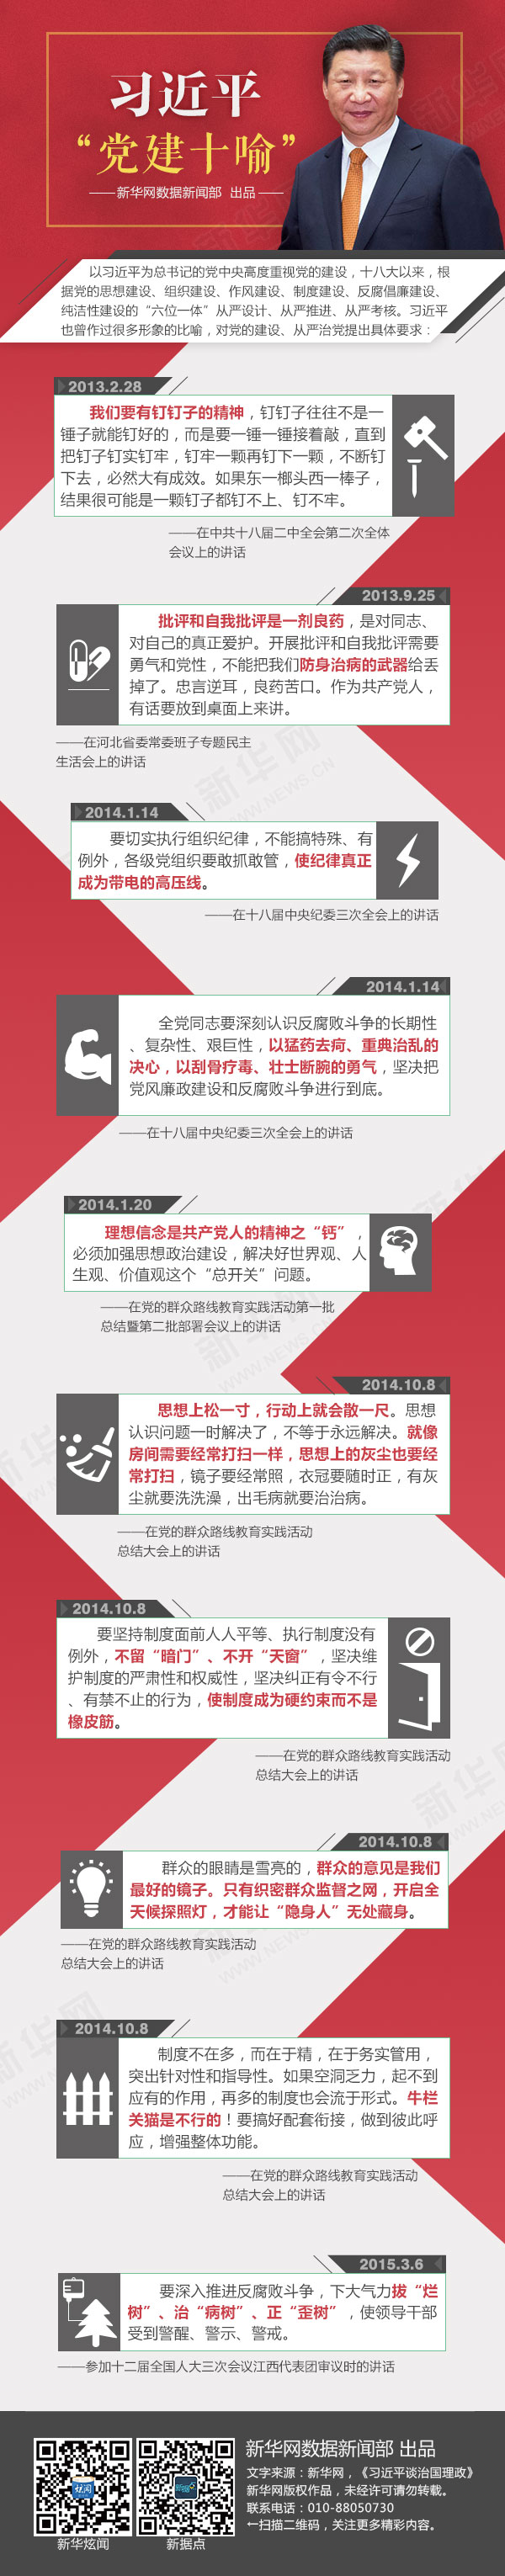 习近平
“党建十喻”
——新华网数据新闻部 出品——
以习近平为总书记的党中央高度重视党的建设，十八大以来，根
据党的思想建设、组织建设、作风建设、制度建设、反腐倡廉建设、
纯洁性建设的“六位一体”从严设计、从严推进、从严考核。习近平
也曾作过很多形象的比喻，对党的建设、从严治党提出具体要求：
2013.2.28
我们要有钉钉子的精神，钉钉子往往不是一
锤子就能钉好的，而是要一锤一锤接着敲，直到
把钉子钉实钉牢，钉牢一颗再钉下一颗，不断钉
下去，必然大有成效。如果东一榔头西一棒子，
结果很可能是一颗钉子都钉不上、钉不牢。
——在中共十八届二中全会第二次全体
会议上的讲话
2013.9.25
批评和自我批评是一剂良药，是对同志、
对自己的真正爱护。开展批评和自我批评需要
勇气和党性，不能把我们防身治病的武器给丢
掉了。忠言逆耳，良药苦口。作为共产党人，
有话要放到桌面上来讲。
——在河北省委常委班子专题民主
生活会上的讲话
2014.1.14
要切实执行组织纪律，不能搞特殊、有
例外，各级党组织要敢抓敢管，使纪律真正
成为带电的高压线。
——在十八届中央纪委三次全会上的讲话
2014.1.14
全党同志要深刻认识反腐败斗争的长期性
、复杂性、艰巨性，以猛药去疴、重典治乱的
决心，以刮骨疗毒、壮士断腕的勇气，坚决把
党风廉政建设和反腐败斗争进行到底。
——在十八届中央纪委三次全会上的讲话
2014.1.20
理想信念是共产党人的精神之“钙”，
必须加强思想政治建设，解决好世界观、人
生观、价值观这个“总开关”问题。
——在党的群众路线教育实践活动第一批
总结暨第二批部署会议上的讲话
2014.10.8
思想上松一寸，行动上就会散一尺。思想
认识问题一时解决了，不等于永远解决。就像
房间需要经常打扫一样，思想上的灰尘也要经
常打扫，镜子要经常照，衣冠要随时正，有灰
尘就要洗洗澡，出毛病就要治治病。
——在党的群众路线教育实践活动
总结大会上的讲话
2014.10.8
要坚持制度面前人人平等、执行制度没有
例外，不留“暗门”、不开“天窗”，坚决维
护制度的严肃性和权威性，坚决纠正有令不行
、有禁不止的行为，使制度成为硬约束而不是
橡皮筋。
——在党的群众路线教育实践活动
总结大会上的讲话
2014.10.8
群众的眼睛是雪亮的，群众的意见是我们
最好的镜子。只有织密群众监督之网，开启全
天候探照灯，才能让“隐身人”无处藏身。
——在党的群众路线教育实践活动
总结大会上的讲话
2014.10.8
制度不在多，而在于精，在于务实管用，
突出针对性和指导性。如果空洞乏力，起不到
应有的作用，再多的制度也会流于形式。牛栏
关猫是不行的！要搞好配套衔接，做到彼此呼
应，增强整体功能。
——在党的群众路线教育实践活动
总结大会上的讲话
2015.3.6
要深入推进反腐败斗争，下大气力拔“烂
树”、治“病树”、正“歪树”，使领导干部
受到警醒、警示、警戒。
——参加十二届全国人大三次会议江西代表团审议时的讲话
新华网数据新闻部 出品
文字来源：新华网，《习近平谈治国理政》
新华网版权作品，未经许可请勿转载。
联系电话：010-88050730
←扫描二维码，关注更多精彩内容。
新华炫闻
新据点
新华网
WWW.NEWS.CN